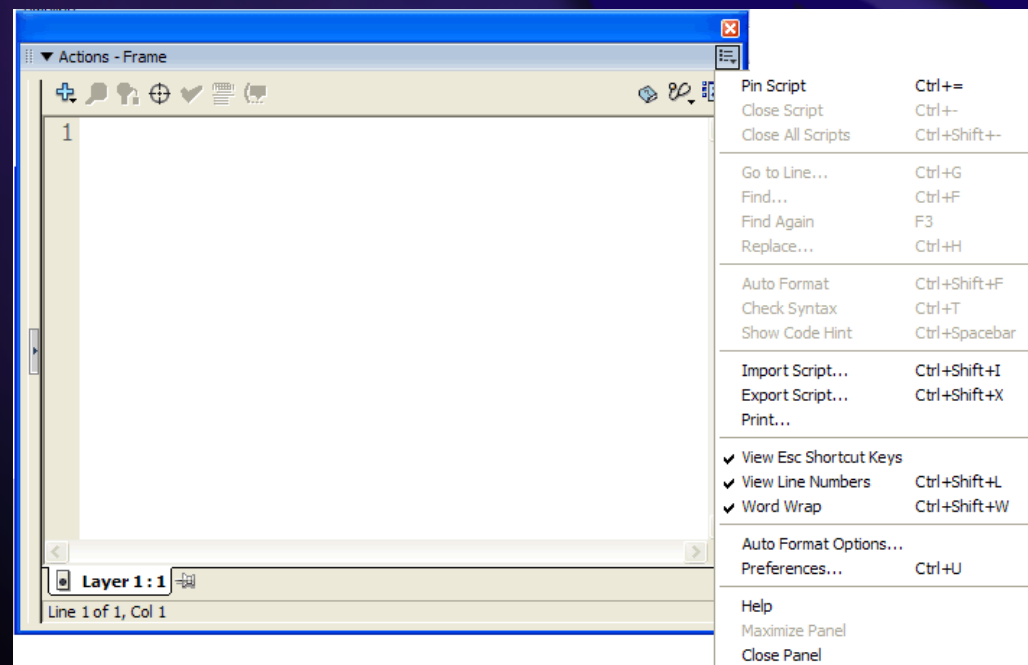 Actions - Frame
1
Layer 1 : 1
Line 1 of 1, Col 1
Pin Script Ctrl+=
Close Script Ctrl+-
Close All Scripts Ctrl+Shift+-
Go to Line... Ctrl+G
Find... Ctrl+F
Find Again F3
Replace... Ctrl+H
Auto Format Ctrl+Shift+F
Check Syntax Ctrl+T
Show Code Hint Ctrl+Spacebar
Import Script... Ctrl+Shift+I
Export Script... Ctrl+Shift+X
Print...
View Esc Shortcut Keys
View Line Numbers Ctrl+Shift+L
Word Wrap Ctrl+Shift+W
Auto Format Options...
Preferences... Ctrl+U
Help
Maximize Panel
Close Panel